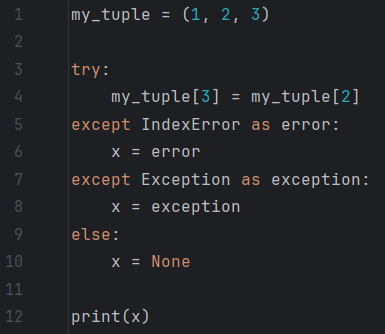 1 my_tuple = (1, 2, 3)
2
3 try:
4     my_tuple[3] = my_tuple[2]
5 except IndexError as error:
6     x = error
7 except Exception as exception:
8     x = exception
9 else:
10     x = None
11
12 print(x)